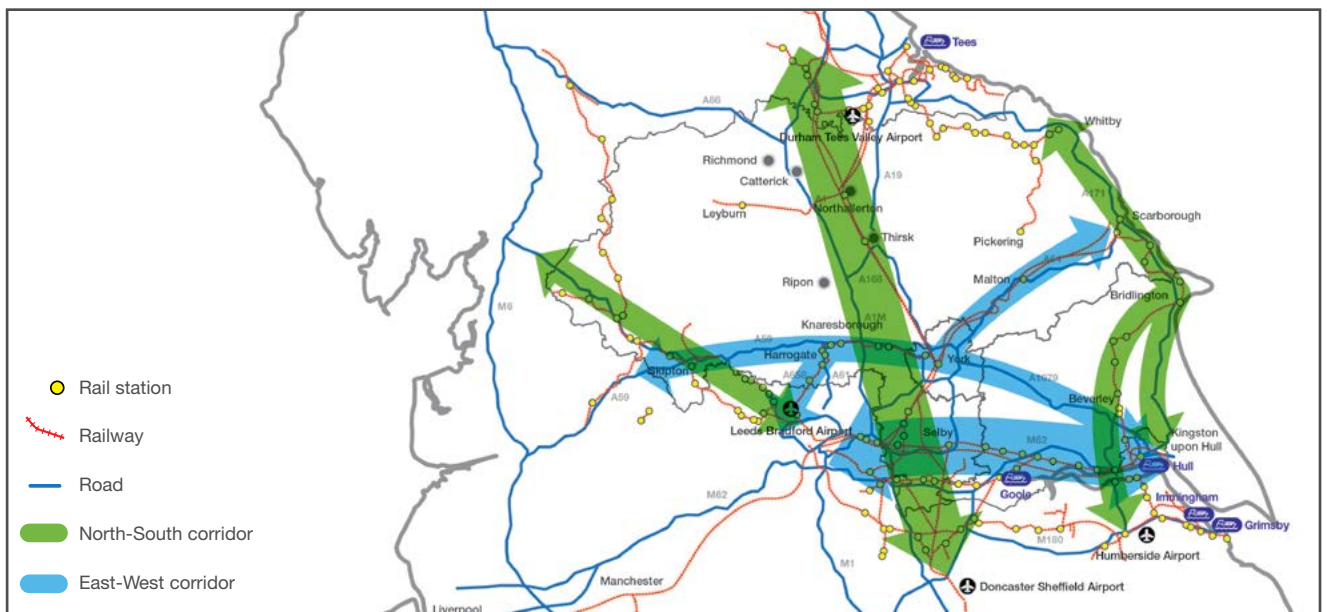 Tees
A66
Durham Tees Valley Airport
Whitby
Richmond
Catterick
A19
A1
A171
Leyburn
Northallerton
Scarborough
Pickering
Thirsk
A64
A168
Ripon
Malton
M6
Bridlington
A1M
Knaresborough
A59
Harrogate
York
Skipton
A658
A61
A1079
A59
Beverley
Leeds Bradford Airport
Selby
M62
Kingston
upon Hull
Hull
Goole
M62
Immingham
Grimsby
M180
Humberside Airport
M1
Manchester
Doncaster Sheffield Airport
Liverpool
Rail station
Railway
Road
North-South corridor
East-West corridor